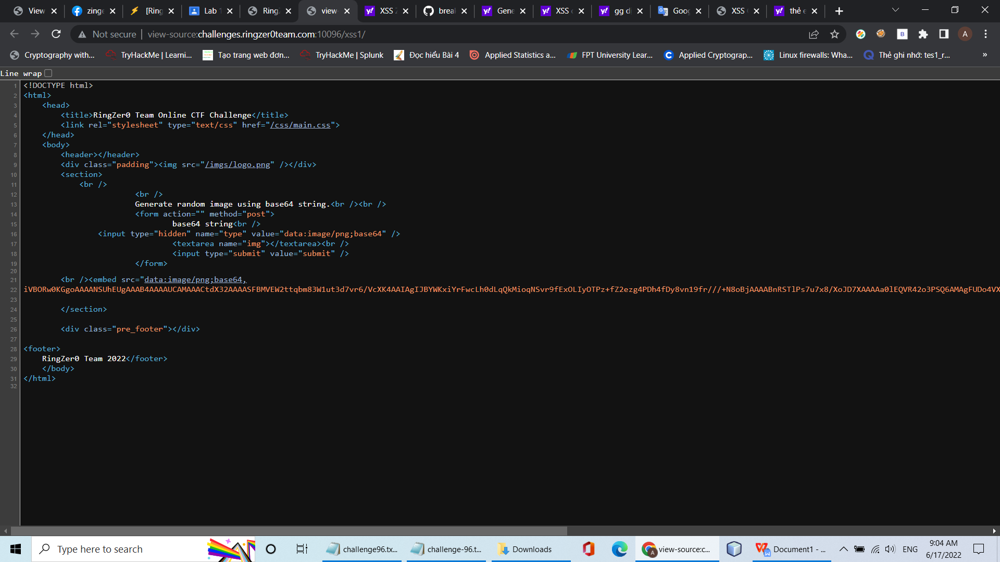 View
zinge
[Ring
Lab 1
Ring
view-
XSS 2
break
Gene
XSS c
gg di
Goog
XSS
thẻ e
Not secure
view-source:challenges.ringzer0team.com:10096/xss1/
B
A
Cryptography with...
TryHackMe | Learni...
Tạo trang web đơn...
TryHackMe | Splunk
Đọc hiểu Bài 4
Applied Statistics a...
FPT University Lear...
Applied Cryptograp...
Linux firewalls: Wha...
Thẻ ghi nhớ: tes1_r...
»
Line wrap
1 <!DOCTYPE html>
2 <html>
3 <head>
4 <title>RingZer0 Team Online CTF Challenge</title>
5 <link rel="stylesheet" type="text/css" href="/css/main.css">
6 </head>
7 <body>
8 <header></header>
9 <div class="padding"><img src="/imgs/logo.png" /></div>
10 <section>
11 <br />
12 <br />
13 Generate random image using base64 string.<br /><br />
14 <form action="" method="post">
15 base64 string<br />
16 <input type="hidden" name="type" value="data:image/png;base64" />
17 <textarea name="img"></textarea><br />
18 <input type="submit" value="submit" />
19 </form>
20
21 <br /><embed src="data:image/png;base64,
22 iVBORw0KGgoAAAANSUhEUgAAAB4AAAAUCAMAAACtdX32AAAASFBMVEW2ttqbm83W1ut3d7vr6/VcXK4AAIAgIJBYWKxiYrFwcLh0dLqQkMioqNSvr9fExOLIyOTPz+fZ2ezg4PDh4fDy8vn19fr///+N8oBjAAAABnRSTlPs7u7x8/XoJD7XAAAAa0lEQVR42o3PSQ6AMAgFUDo4VX
23
24 </section>
25
26 <div class="pre_footer"></div>
27
28 <footer>
29 RingZer0 Team 2022</footer>
30 </body>
31 </html>
32
Type here to search
challenge96.tx...
challenge-96.t...
Downloads
A
view-source:c...
Document1 - ...
ENG
9:04 AM
6/17/2022